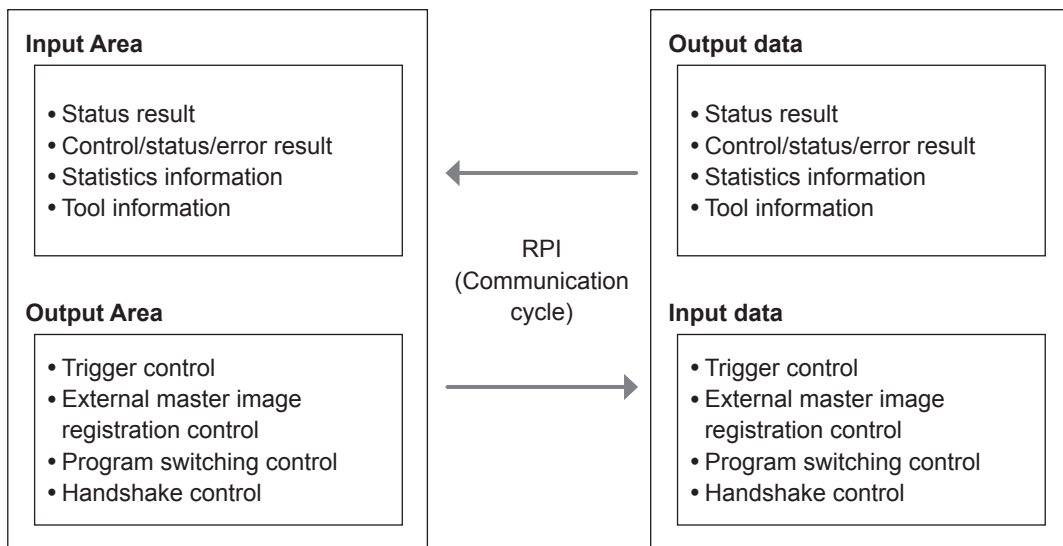 Input Area
• Status result
• Control/status/error result
• Statistics information
• Tool information
Output Area
• Trigger control
• External master image
registration control
• Program switching control
• Handshake control
RPI
(Communication
cycle)
Output data
• Status result
• Control/status/error result
• Statistics information
• Tool information
Input data
• Trigger control
• External master image
registration control
• Program switching control
• Handshake control